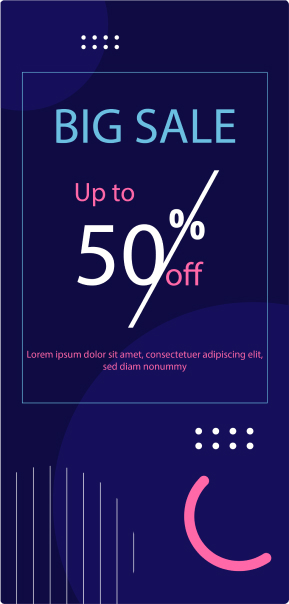 BIG SALE
Up to
50%
off
Lorem ipsum dolor sit amet, consectetuer adipiscing elit,
sed diam nonummy